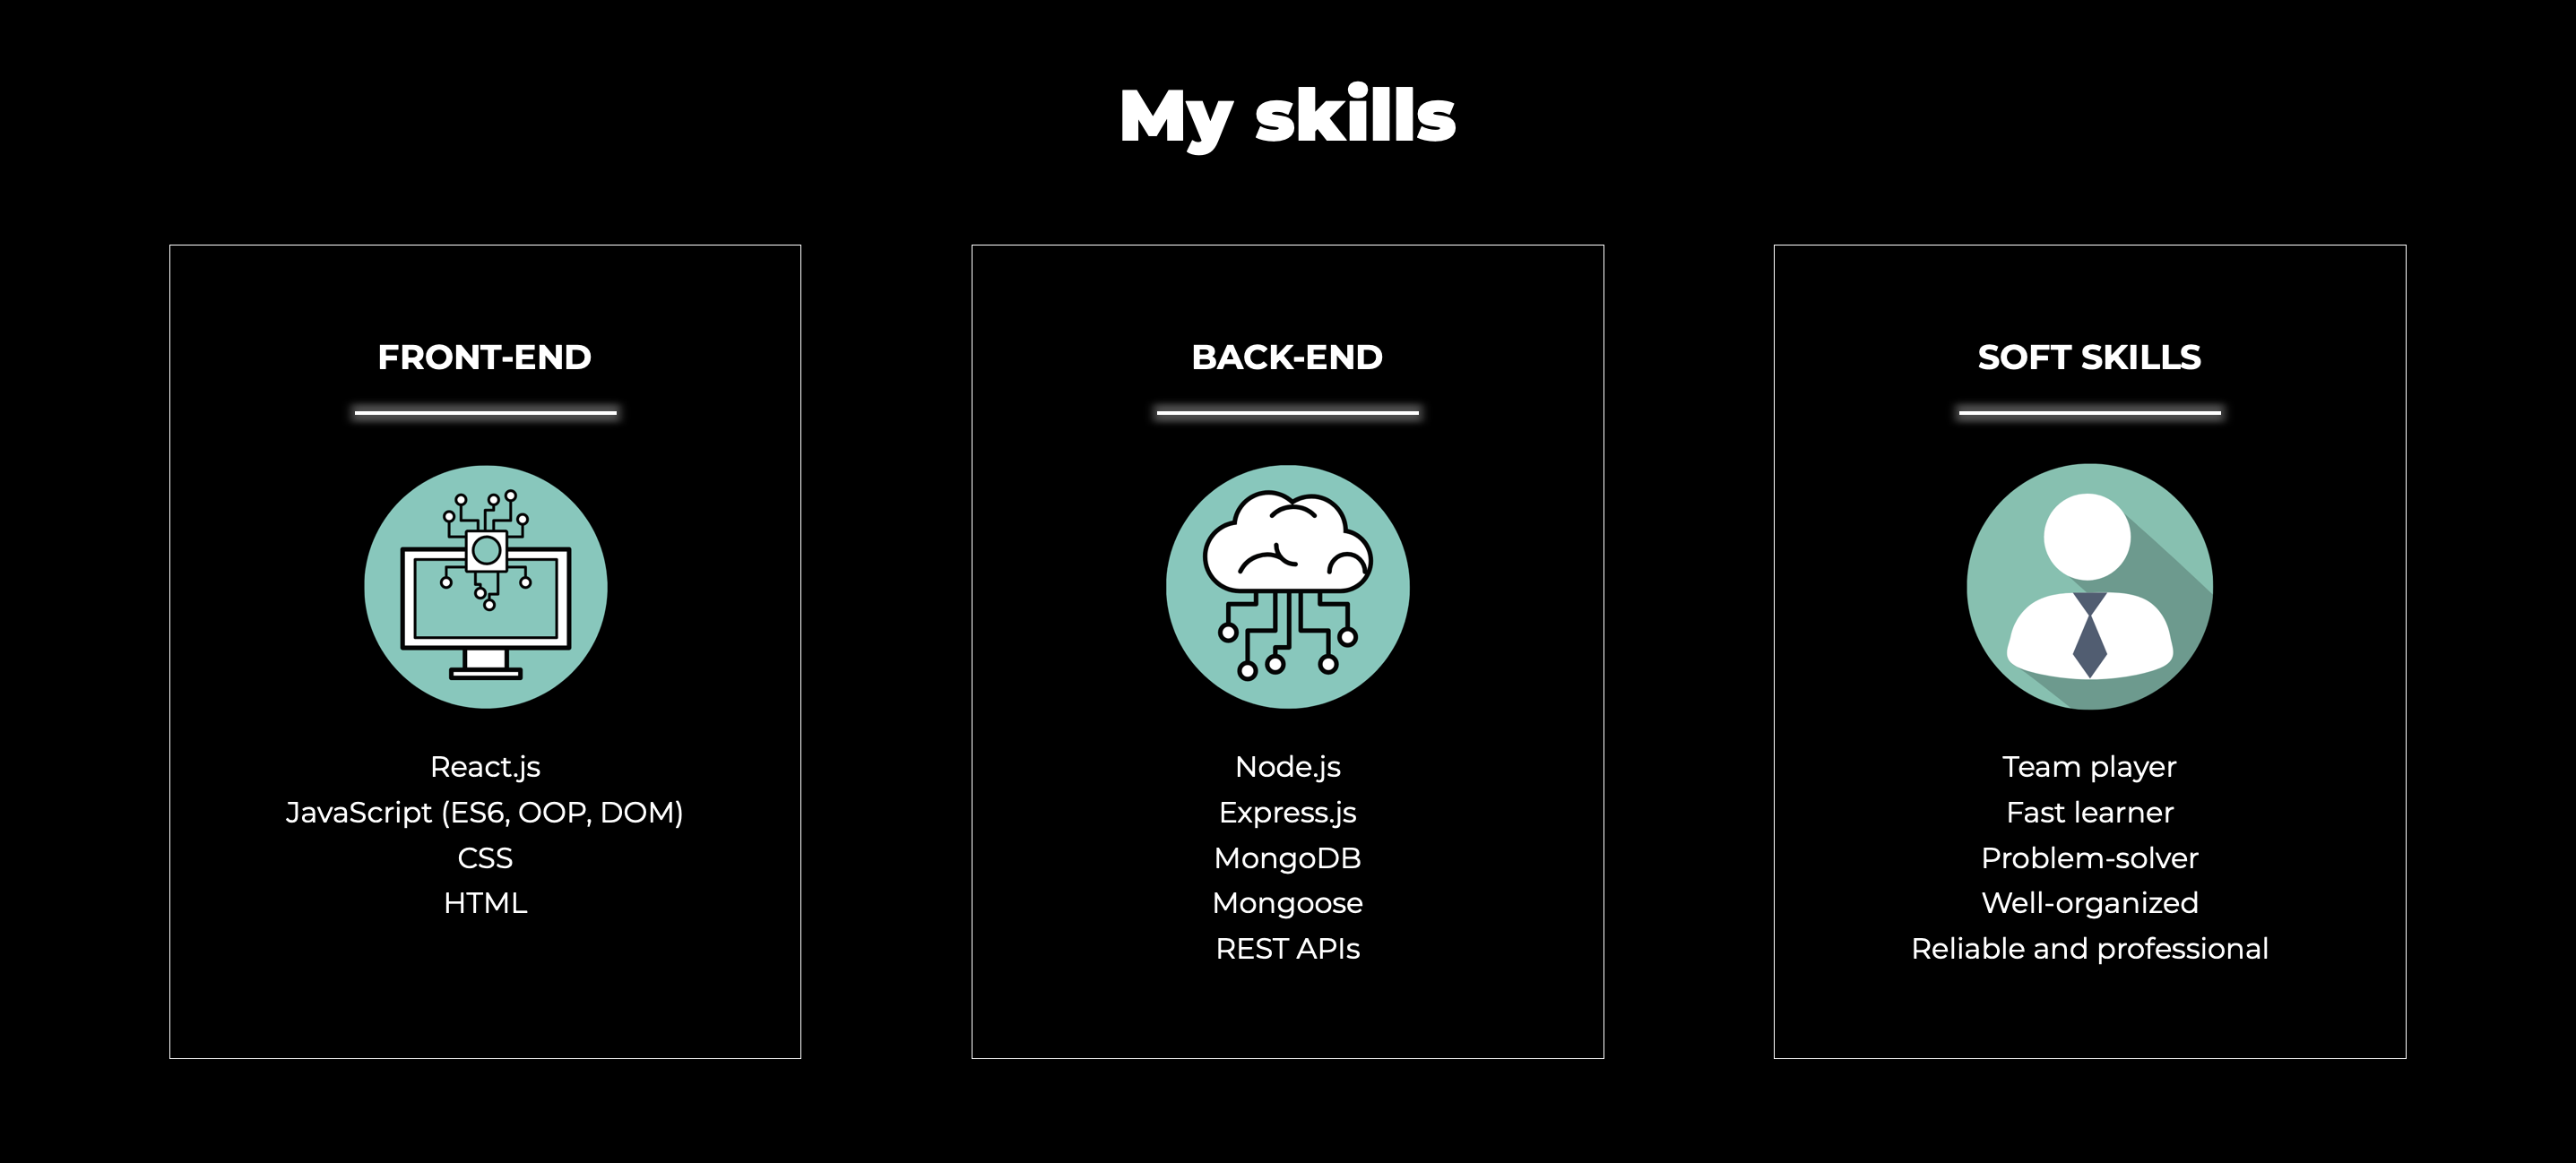 My skills
FRONT-END
React.js
JavaScript (ES6, OOP, DOM)
CSS
HTML
BACK-END
Node.js
Express.js
MongoDB
Mongoose
REST APIs
SOFT SKILLS
Team player
Fast learner
Problem-solver
Well-organized
Reliable and professional